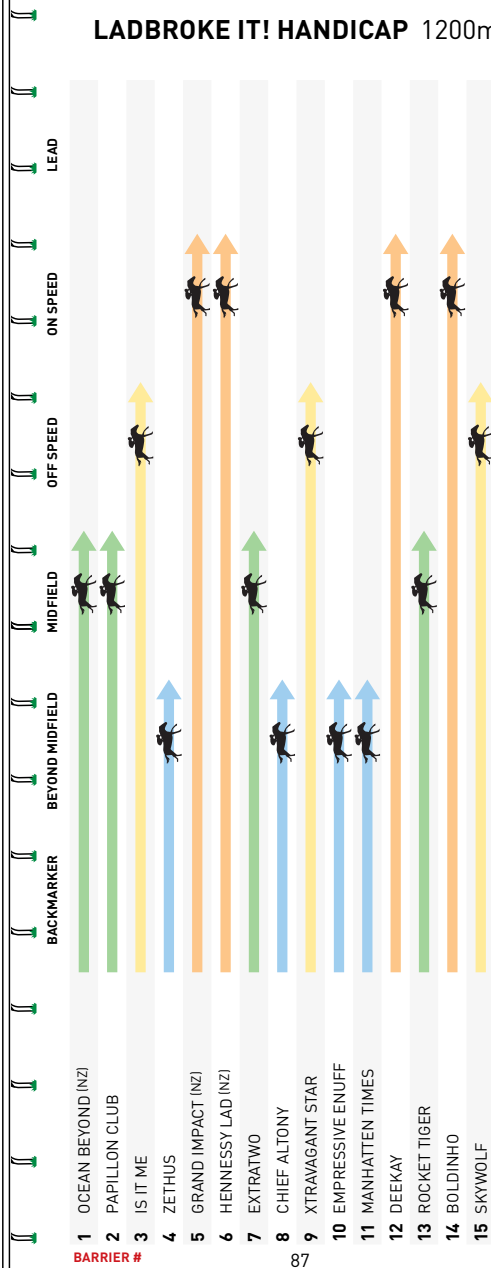 LADBROKE IT! HANDICAP 1200m
LEAD
ON SPEED
OFF SPEED
MIDFIELD
BEYOND MIDFIELD
BACKMARKER
1 OCEAN BEYOND (NZ)
2 PAPILLON CLUB
3 IS IT ME
4 ZETHUS
5 GRAND IMPACT (NZ)
6 HENNESSY LAD (NZ)
7 EXTRATWO
8 CHIEF ALTONY
9 XTRAVAGANT STAR
10 EMPRESSIVE ENUFF
11 MANHATTEN TIMES
12 DEEKAY
13 ROCKET TIGER
14 BOLDINHO
15 SKYWOLF
BARRIER #
87